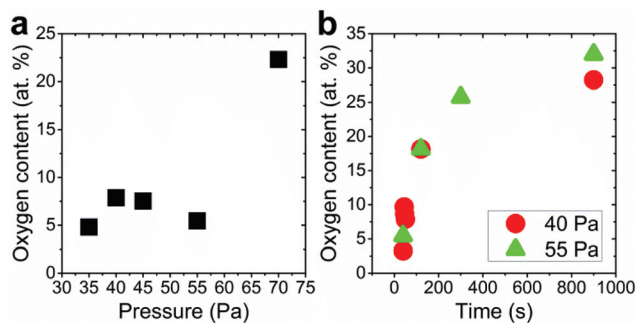 a
Oxygen content (at. %)
25
20
15
10
5
0
30 35 40 45 50 55 60 65 70 75
Pressure (Pa)
b
Oxygen content (at. %)
35
30
25
20
15
10
5
0
0 200 400 600 800 1000
Time (s)
40 Pa
55 Pa